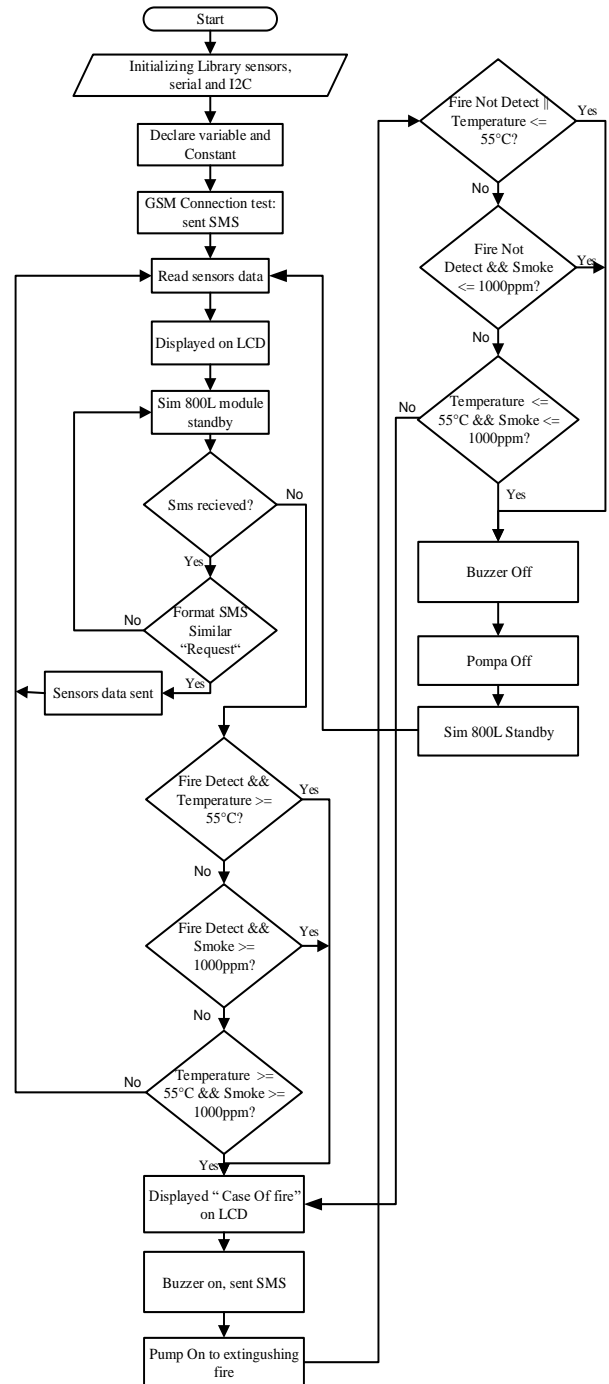 Start
Initializing Library sensors,
serial and I2C
Declare variable and
Constant
GSM Connection test:
sent SMS
Read sensors data
Displayed on LCD
Sim 800L module
standby
Sms recieved?
No
Yes
Format SMS
Similar
“Request“
No
Yes
Sensors data sent
Fire Detect &&
Temperature >=
55°C?
Yes
No
Fire Detect &&
Smoke >=
1000ppm?
Yes
No
Temperature >=
55°C && Smoke >=
1000ppm?
No
Yes
Displayed “ Case Of fire”
on LCD
Buzzer on, sent SMS
Pump On to extingushing
fire
Fire Not Detect ||
Temperature <=
55°C?
Yes
No
Fire Not
Detect && Smoke
<= 1000ppm?
Yes
No
Temperature <=
55°C && Smoke <=
1000ppm?
No
Yes
Buzzer Off
Pompa Off
Sim 800L Standby